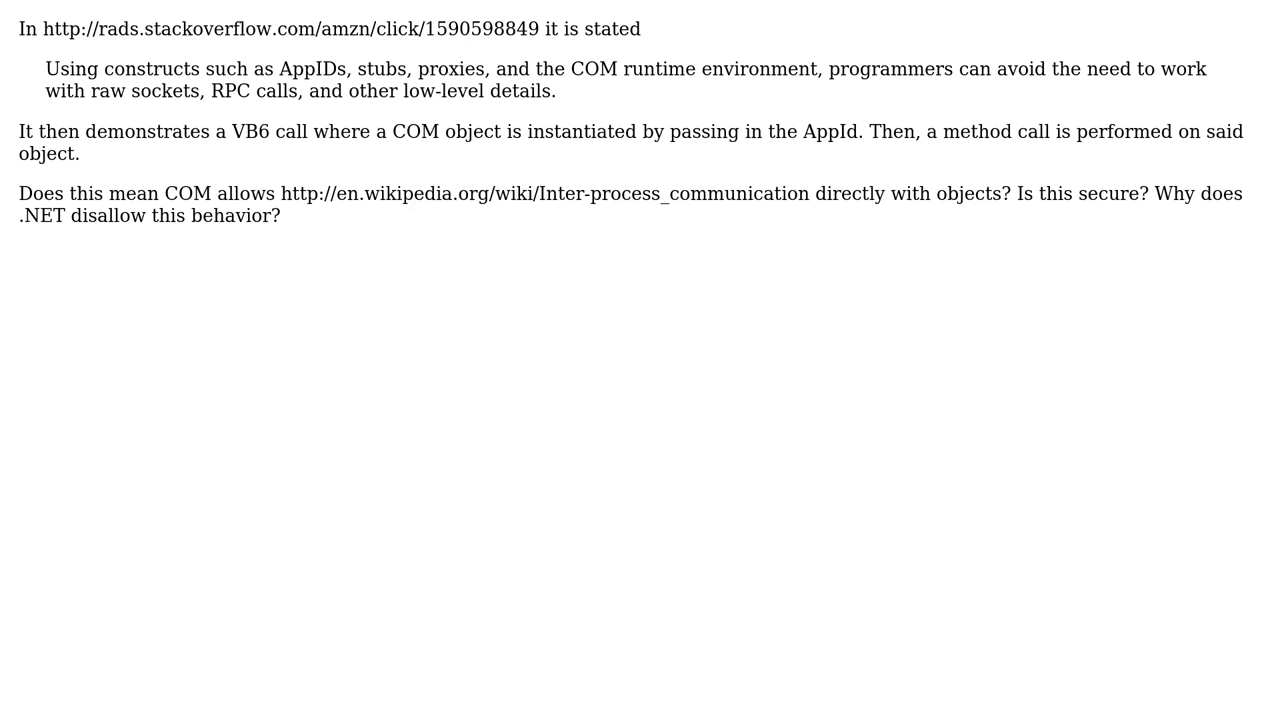 In http://rads.stackoverflow.com/amzn/click/1590598849 it is stated
Using constructs such as AppIDs, stubs, proxies, and the COM runtime environment, programmers can avoid the need to work
with raw sockets, RPC calls, and other low-level details.
It then demonstrates a VB6 call where a COM object is instantiated by passing in the AppId. Then, a method call is performed on said
object.
Does this mean COM allows http://en.wikipedia.org/wiki/Inter-process_communication directly with objects? Is this secure? Why does
.NET disallow this behavior?